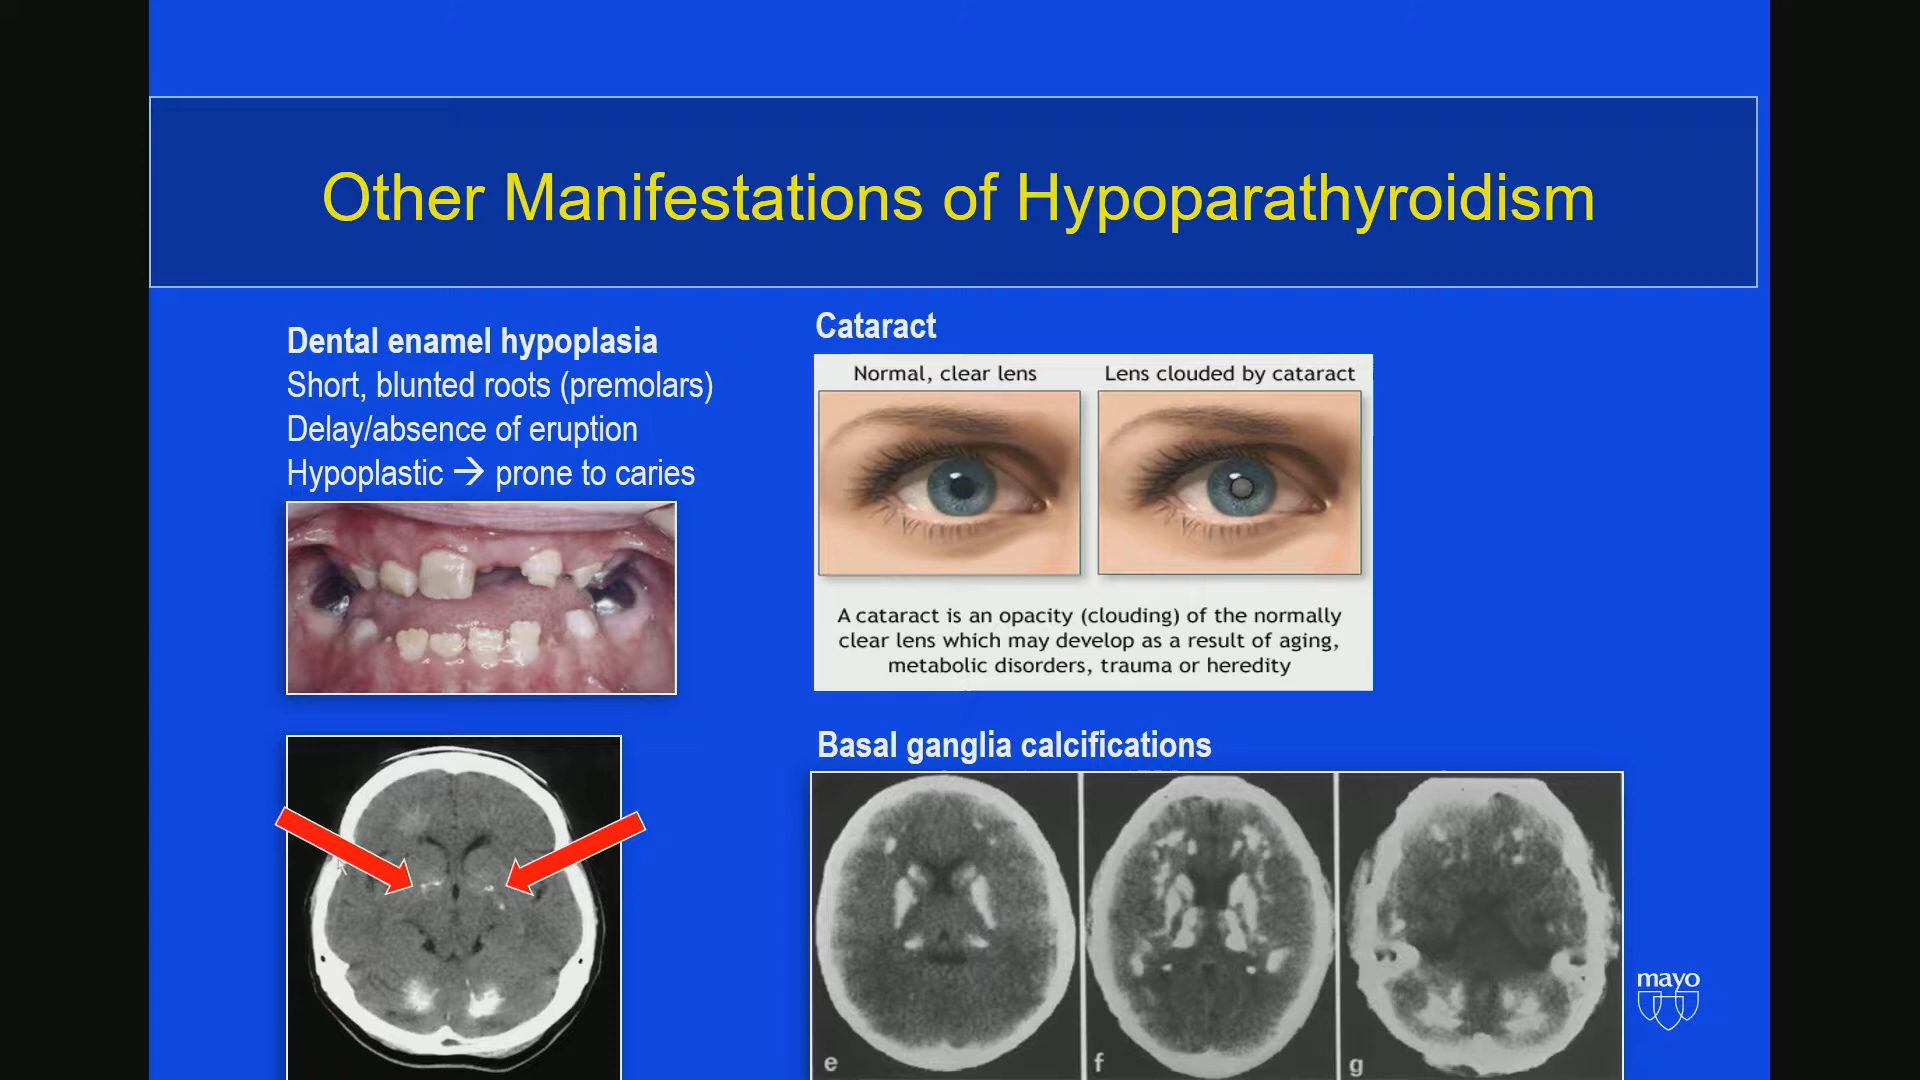 Other Manifestations of Hypoparathyroidism
Dental enamel hypoplasia
Short, blunted roots (premolars)
Delay/absence of eruption
Hypoplastic → prone to caries
Cataract
Normal, clear lens
Lens clouded by cataract
A cataract is an opacity (clouding) of the normally
clear lens which may develop as a result of aging,
metabolic disorders, trauma or heredity
Basal ganglia calcifications
e
f
g
mayo